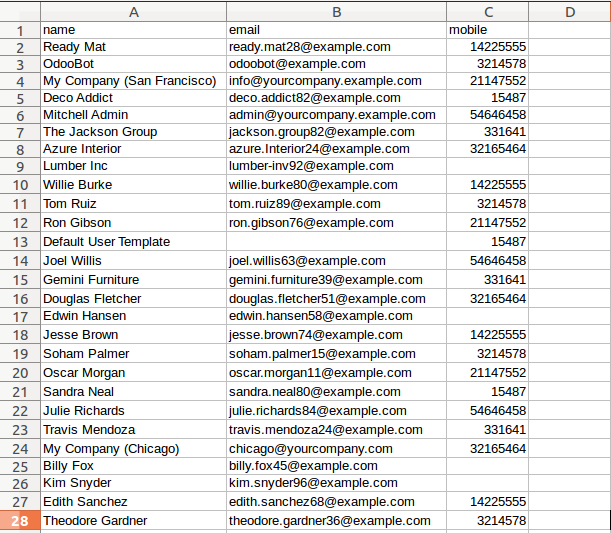 A B C D
1 name email mobile
2 Ready Mat ready.mat28@example.com 14225555
3 OdooBot odoobot@example.com 3214578
4 My Company (San Francisco) info@yourcompany.example.com 21147552
5 Deco Addict deco.addict82@example.com 15487
6 Mitchell Admin admin@yourcompany.example.com 54646458
7 The Jackson Group jackson.group82@example.com 331641
8 Azure Interior azure.Interior24@example.com 32165464
9 Lumber Inc lumber-inv92@example.com
10 Willie Burke willie.burke80@example.com 14225555
11 Tom Ruiz tom.ruiz89@example.com 3214578
12 Ron Gibson ron.gibson76@example.com 21147552
13 Default User Template 15487
14 Joel Willis joel.willis63@example.com 54646458
15 Gemini Furniture gemini.furniture39@example.com 331641
16 Douglas Fletcher douglas.fletcher51@example.com 32165464
17 Edwin Hansen edwin.hansen58@example.com
18 Jesse Brown jesse.brown74@example.com 14225555
19 Soham Palmer soham.palmer15@example.com 3214578
20 Oscar Morgan oscar.morgan11@example.com 21147552
21 Sandra Neal sandra.neal80@example.com 15487
22 Julie Richards julie.richards84@example.com 54646458
23 Travis Mendoza travis.mendoza24@example.com 331641
24 My Company (Chicago) chicago@yourcompany.com 32165464
25 Billy Fox billy.fox45@example.com
26 Kim Snyder kim.snyder96@example.com
27 Edith Sanchez edith.sanchez68@example.com 14225555
28 Theodore Gardner theodore.gardner36@example.com 3214578